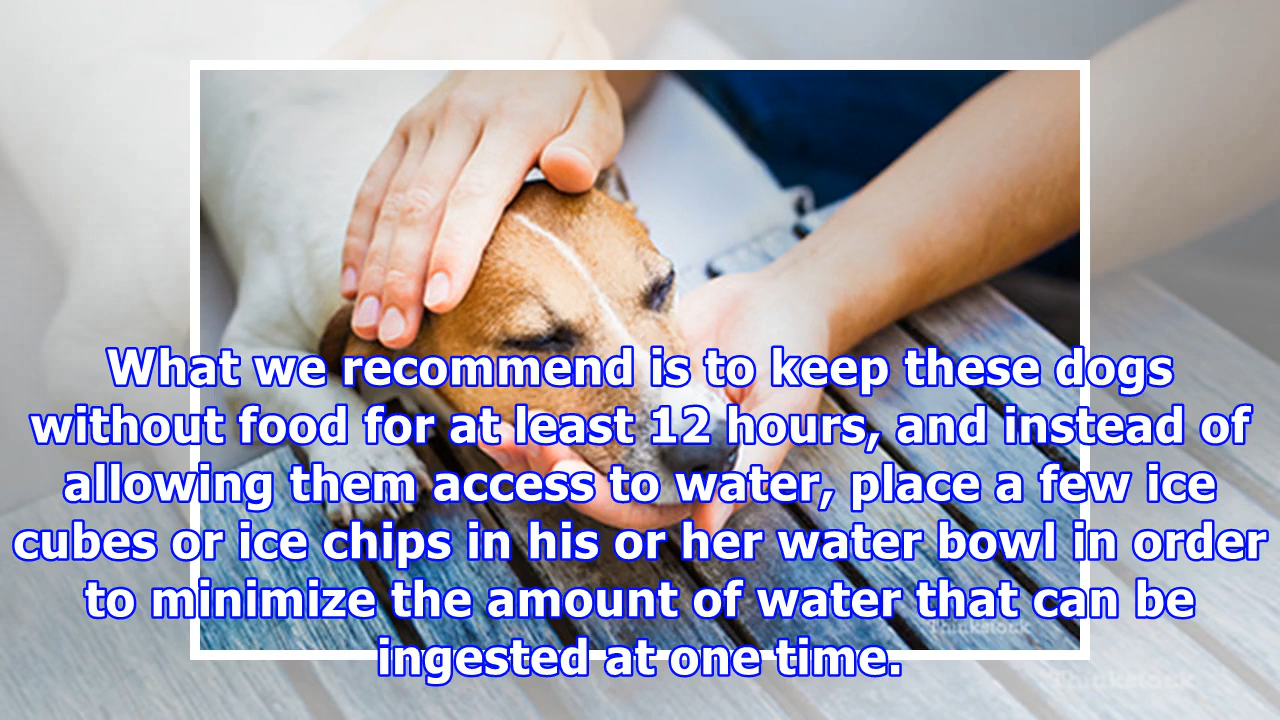 What we recommend is to keep these dogs
without food for at least 12 hours, and instead of
allowing them access to water, place a few ice
cubes or ice chips in his or her water bowl in order
to minimize the amount of water that can be
ingested at one time.
Thinkstock
Thinkstock